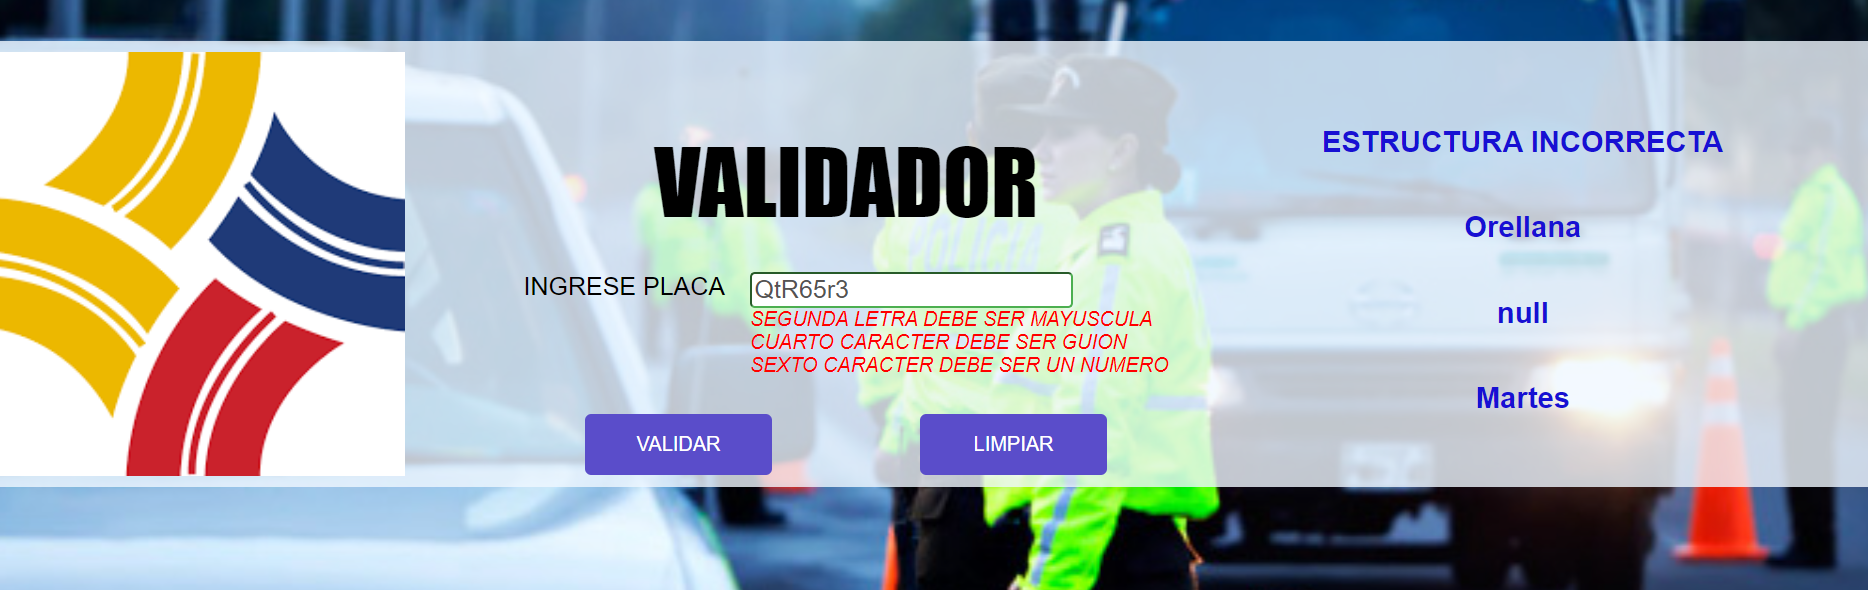 VALIDADOR
INGRESE PLACA
QtR65r3
SEGUNDA LETRA DEBE SER MAYUSCULA
CUARTO CARACTER DEBE SER GUION
SEXTO CARACTER DEBE SER UN NUMERO
VALIDAR
LIMPIAR
ESTRUCTURA INCORRECTA
Orellana
null
Martes
POLICIA